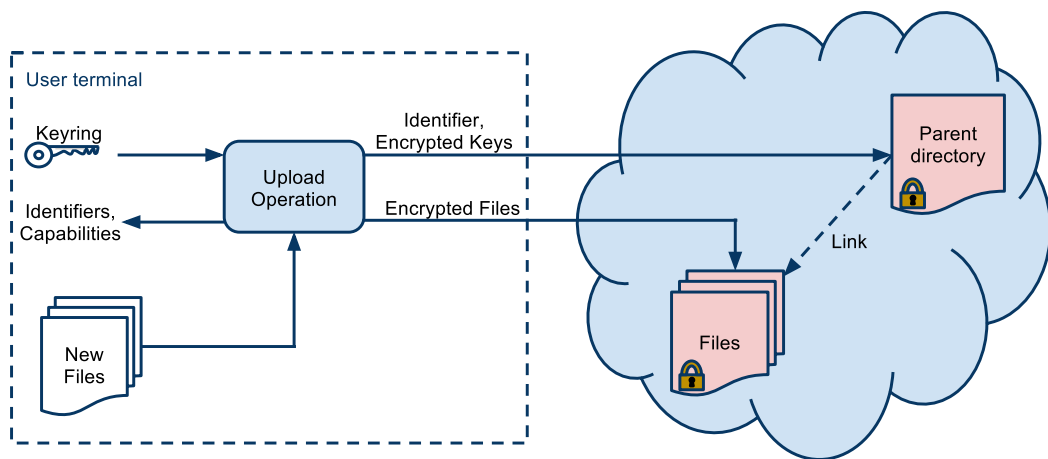 User terminal
Keyring
Identifier,
Encrypted Keys
Parent
directory
Upload
Operation
Identifiers,
Capabilities
Encrypted Files
Link
New
Files
Files